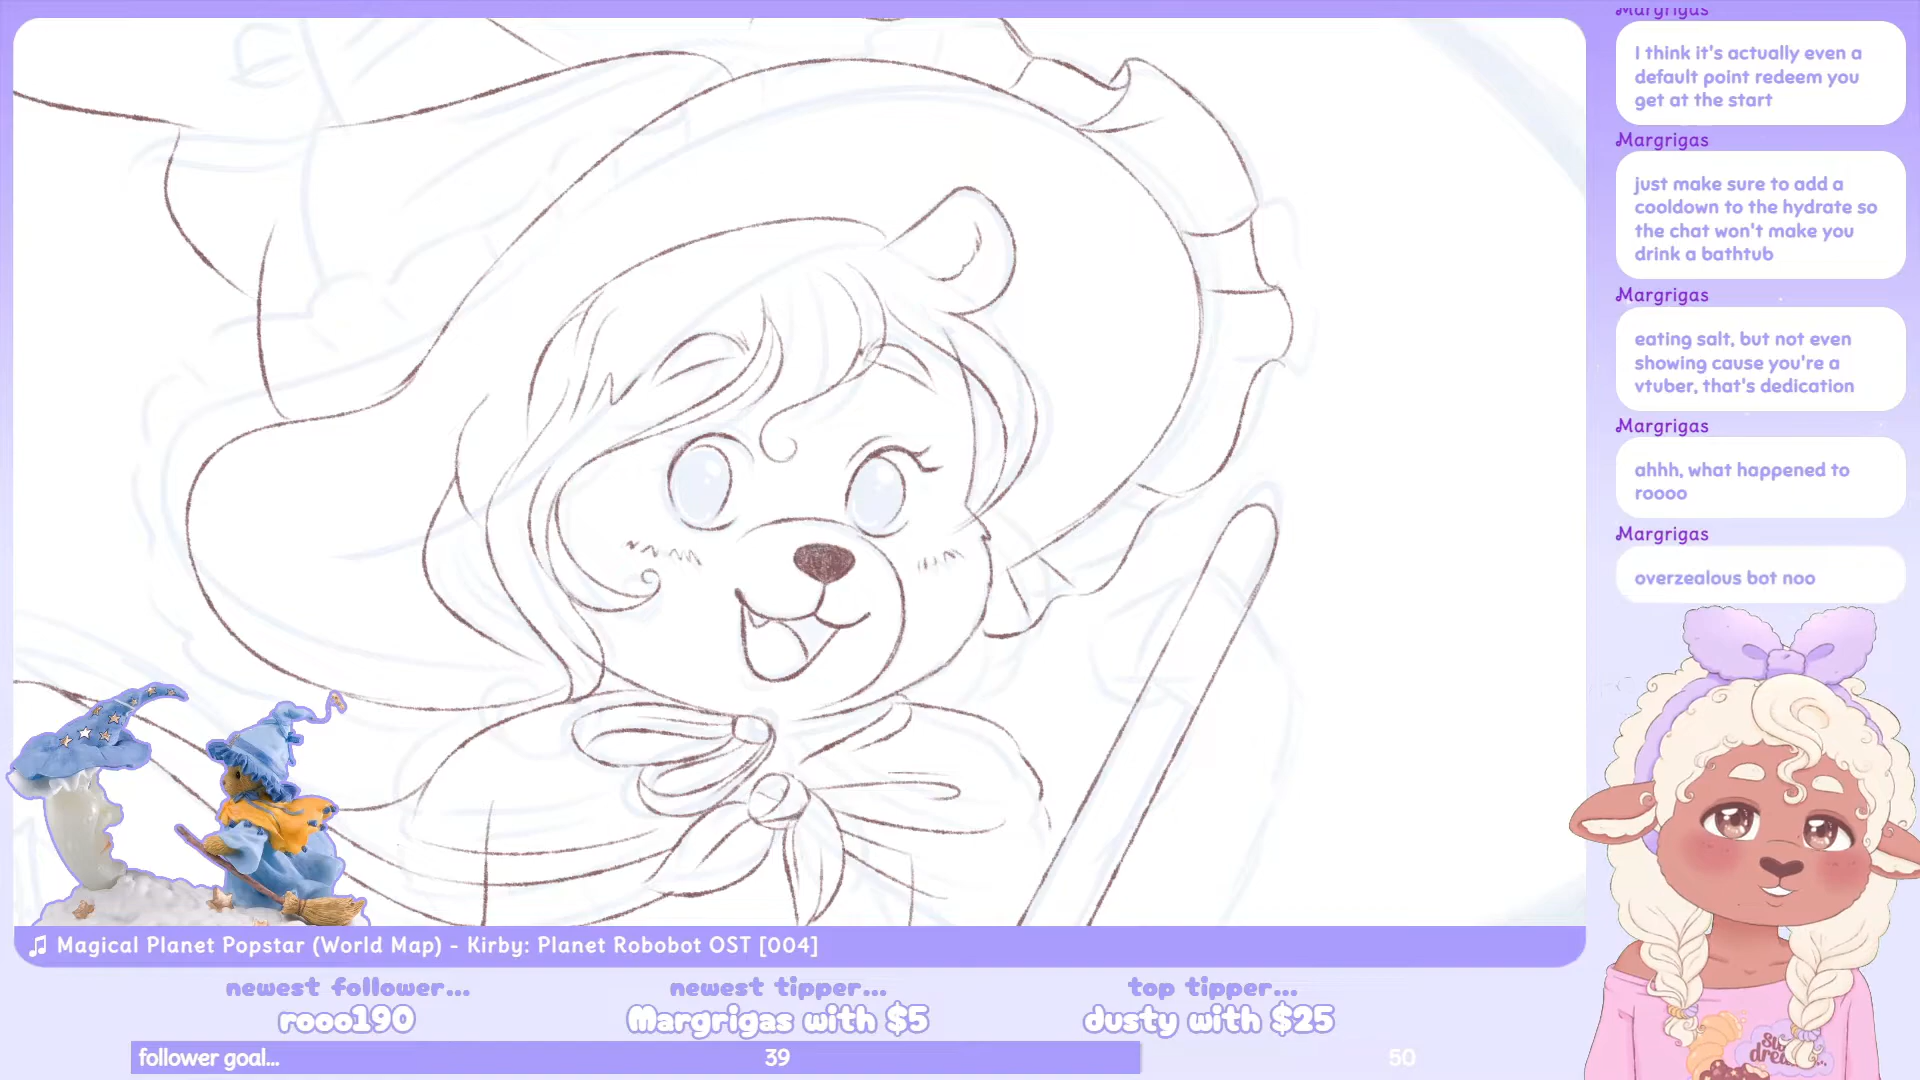 Margrigas
I think it's actually even a
default point redeem you
get at the start
Margrigas
just make sure to add a
cooldown to the hydrate so
the chat won't make you
drink a bathtub
Margrigas
eating salt, but not even
showing cause you're a
vtuber, that's dedication
Margrigas
ahhh, what happened to
roooo
Margrigas
overzealous bot noo
Magical Planet Popstar (World Map) - Kirby: Planet Robobot OST [004]
newest follower...
rooo190
newest tipper...
Margrigas with $5
top tipper...
dusty with $25
follower goal...
39
50